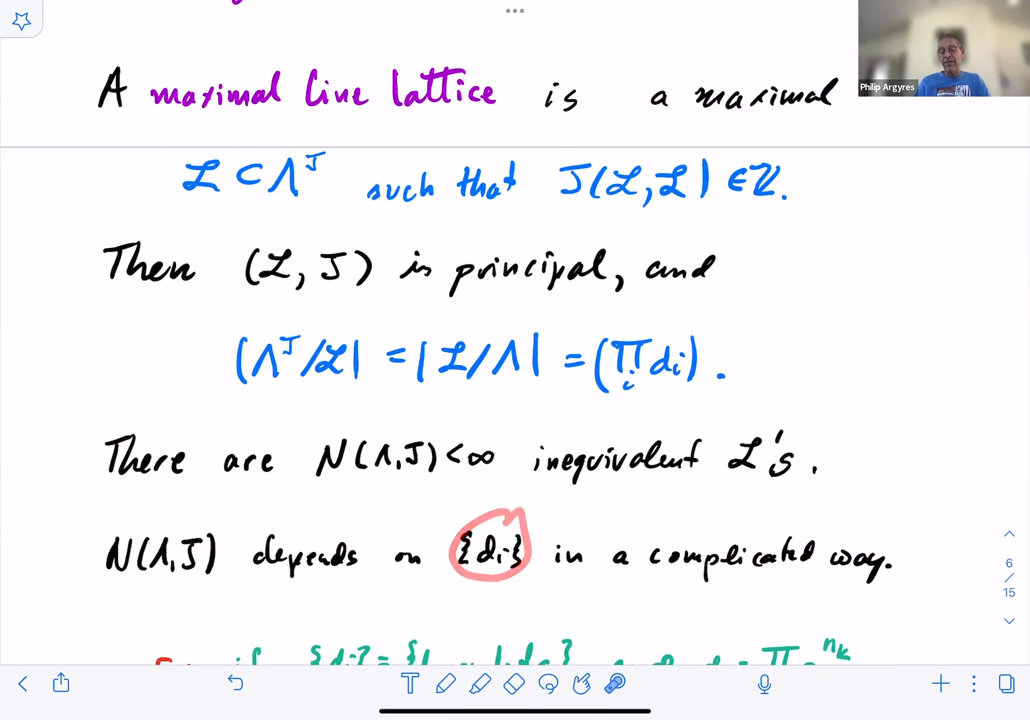 A maximal line lattice is a maximal
Philip Argyres
ℒ ⊂ Λ^J such that J(ℒ,ℒ) ∈ ℤ.
Then (ℒ, J) is principal, and
|Λ^J/ℒ| = |ℒ/Λ| = (∏_i d_i).
There are N(Λ,J) < ∞ inequivalent ℒ's.
N(Λ,J) depends on {d_i} in a complicated way.
6
/
15
T